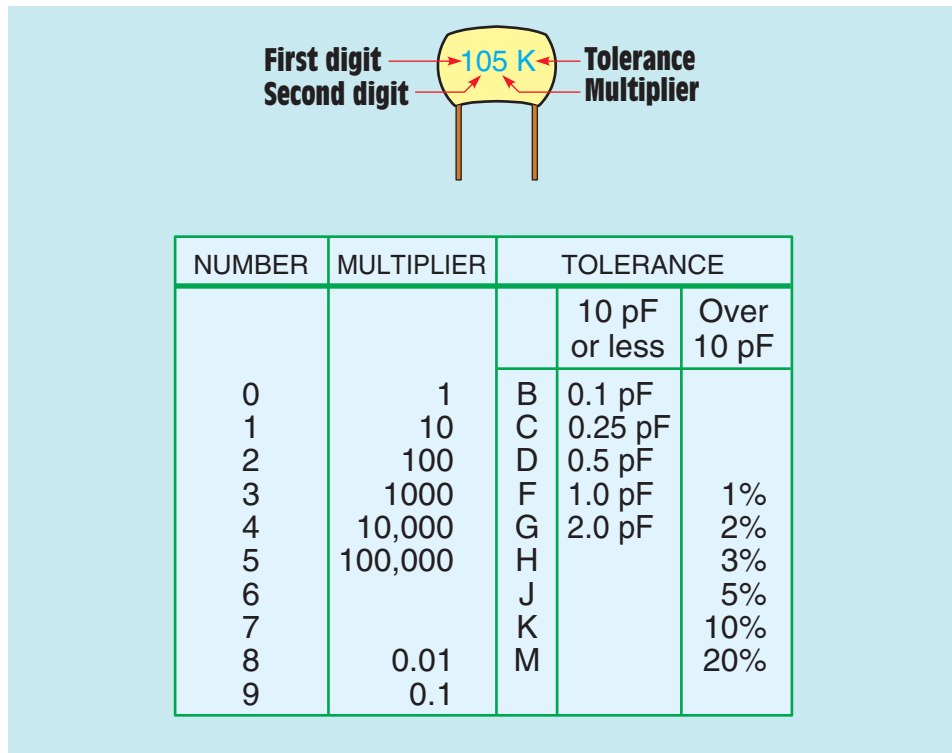 First digit 105 K Tolerance
Second digit Multiplier
NUMBER MULTIPLIER TOLERANCE
10 pF Over
or less 10 pF
0 1 B 0.1 pF
1 10 C 0.25 pF
2 100 D 0.5 pF
3 1000 F 1.0 pF 1%
4 10,000 G 2.0 pF 2%
5 100,000 H 3%
6 J 5%
7 K 10%
8 0.01 M 20%
9 0.1